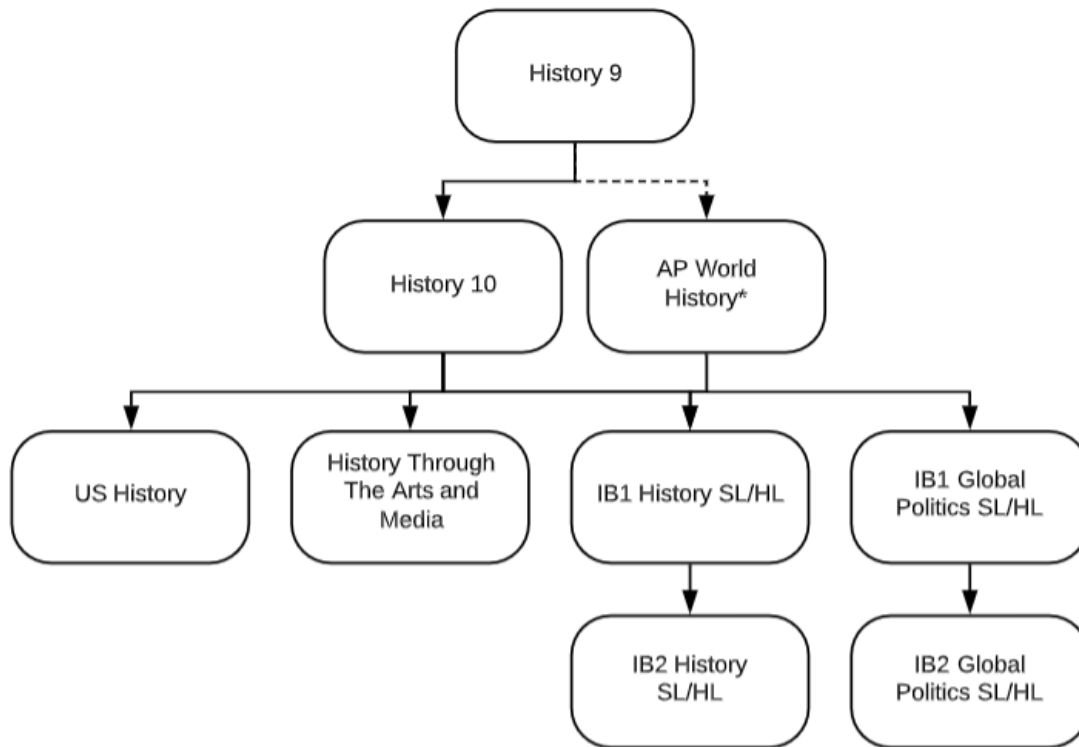 History 9
History 10
AP World
History*
US History
History Through
The Arts and
Media
IB1 History SL/HL
IB1 Global
Politics SL/HL
IB2 History
SL/HL
IB2 Global
Politics SL/HL